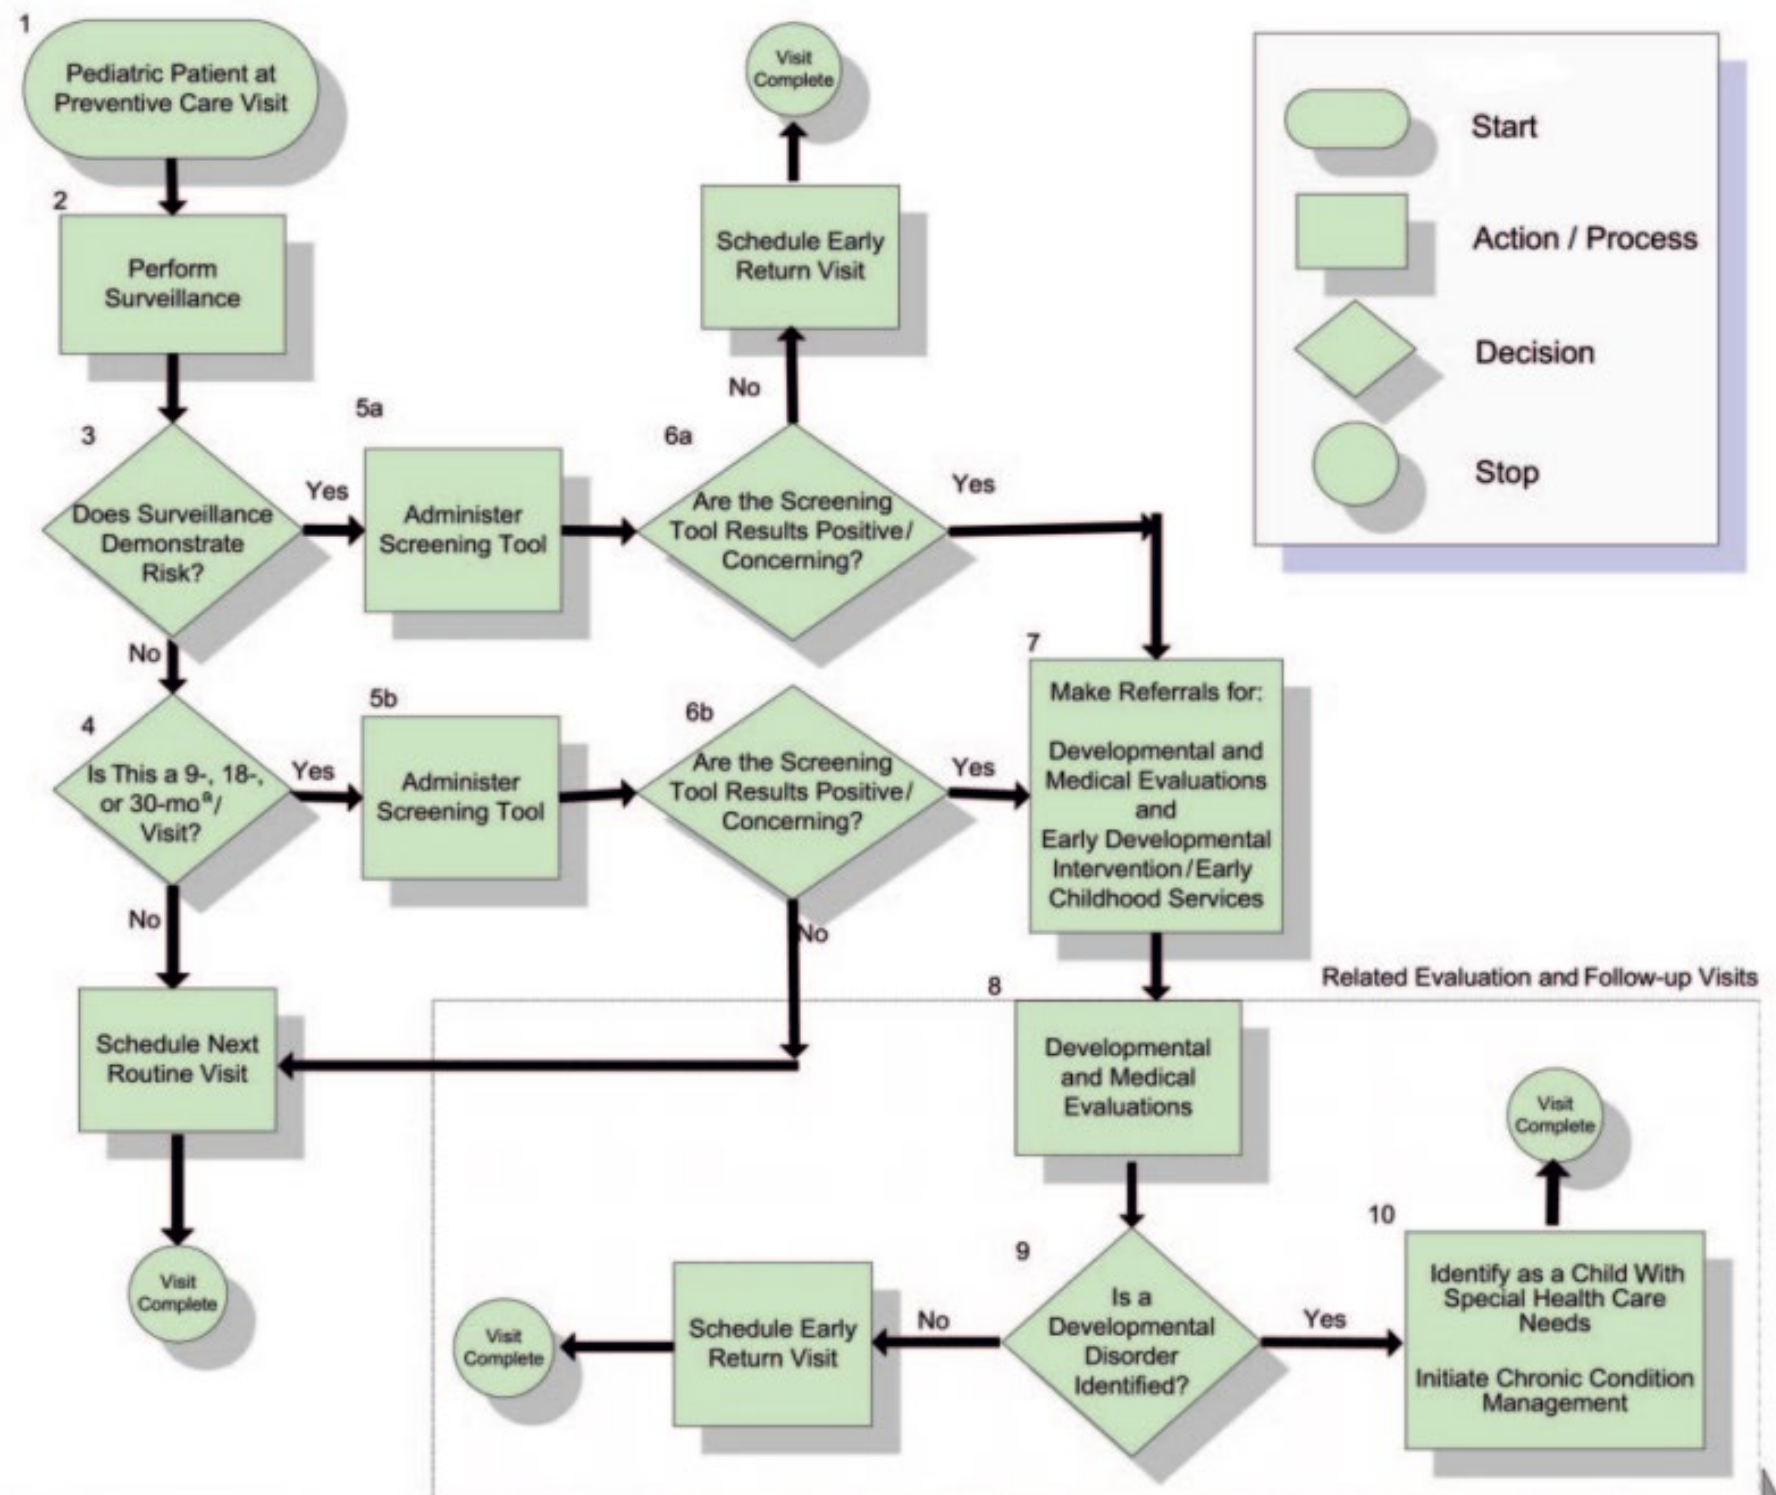 1
Pediatric Patient at
Preventive Care Visit
2
Perform
Surveillance
3
Does Surveillance
Demonstrate
Risk?
Yes
No
5a
Administer
Screening Tool
6a
Are the Screening
Tool Results Positive/
Concerning?
No
Yes
Schedule Early
Return Visit
Visit
Complete
Start
Action / Process
Decision
Stop
4
Is This a 9-, 18-,
or 30-moᵃ/
Visit?
Yes
No
5b
Administer
Screening Tool
6b
Are the Screening
Tool Results Positive/
Concerning?
Yes
No
7
Make Referrals for:
Developmental and
Medical Evaluations
and
Early Developmental
Intervention/Early
Childhood Services
Schedule Next
Routine Visit
Visit
Complete
Related Evaluation and Follow-up Visits
8
Developmental
and Medical
Evaluations
9
Is a
Developmental
Disorder
Identified?
No
Yes
Schedule Early
Return Visit
Visit
Complete
10
Identify as a Child With
Special Health Care
Needs
Initiate Chronic Condition
Management
Visit
Complete